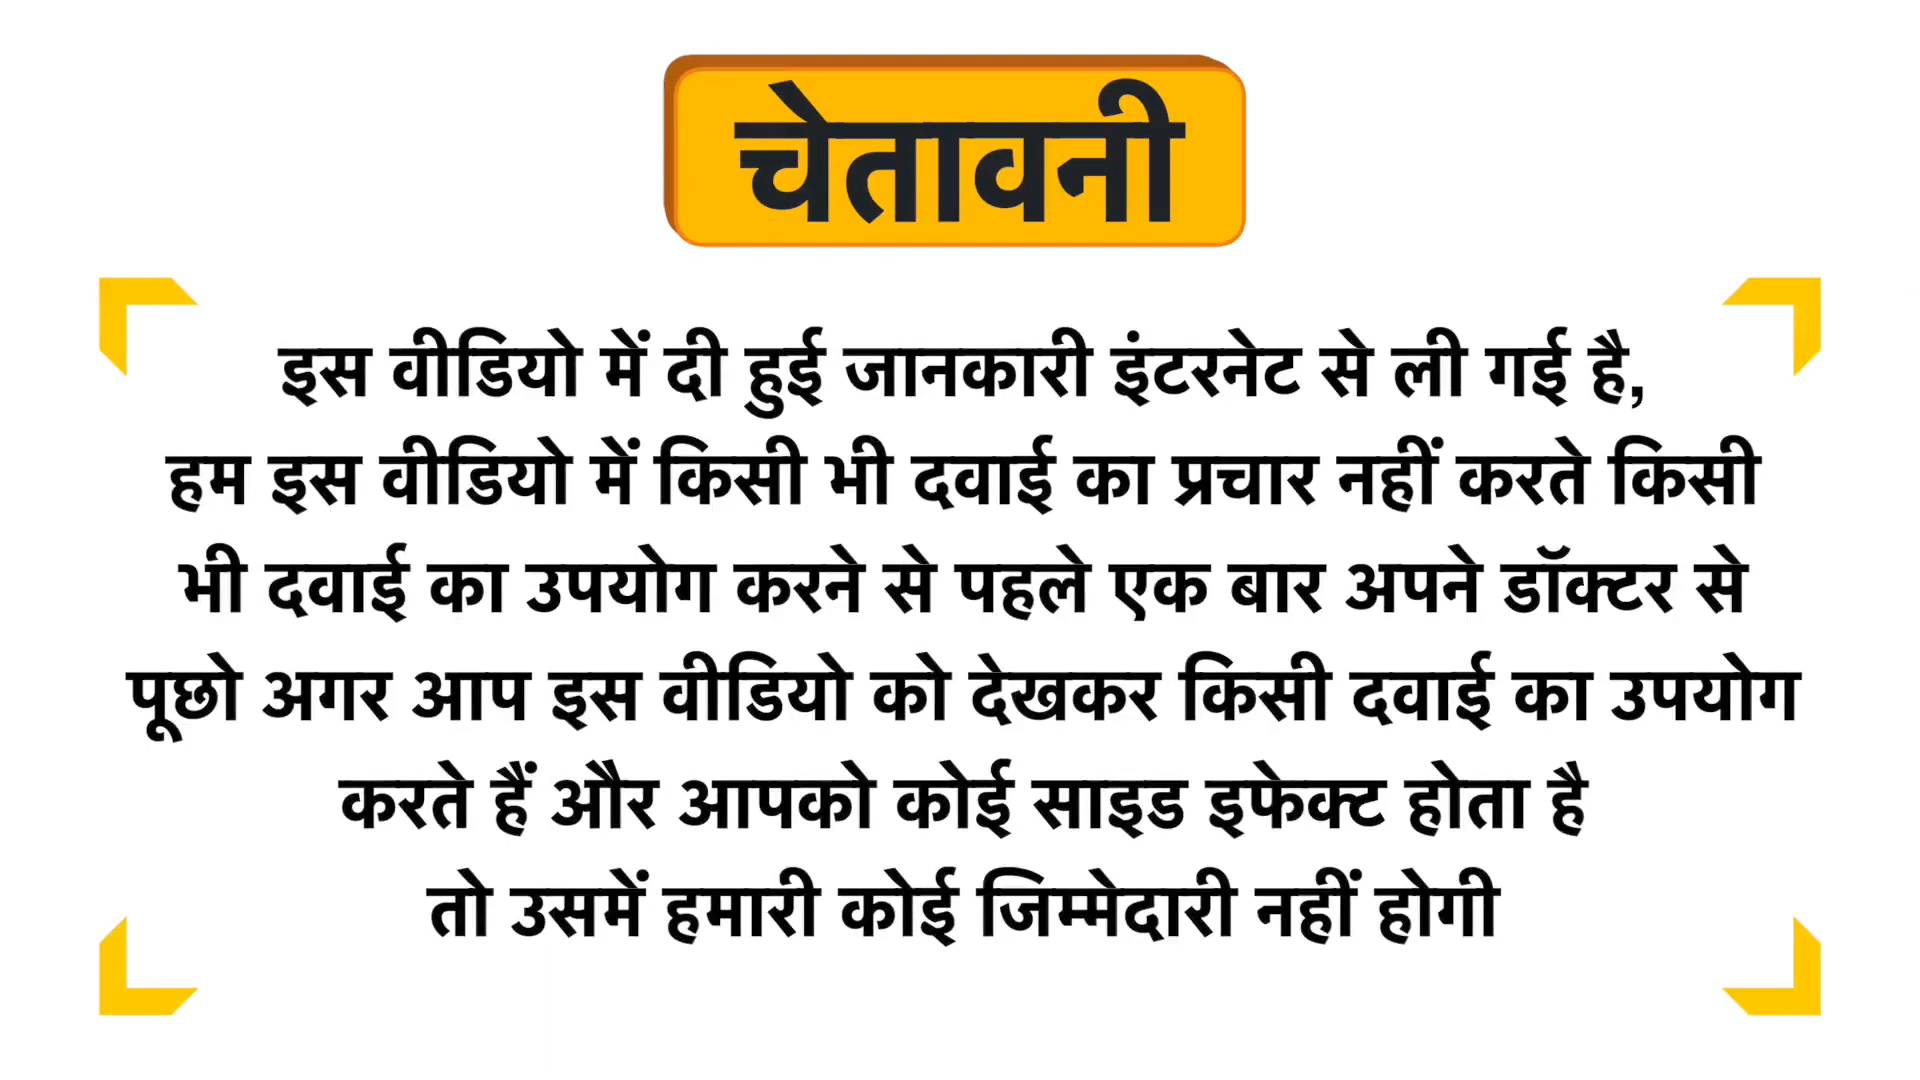 चेतावनी
इस वीडियो में दी हुई जानकारी इंटरनेट से ली गई है,
हम इस वीडियो में किसी भी दवाई का प्रचार नहीं करते किसी
भी दवाई का उपयोग करने से पहले एक बार अपने डॉक्टर से
पूछो अगर आप इस वीडियो को देखकर किसी दवाई का उपयोग
करते हैं और आपको कोई साइड इफेक्ट होता है
तो उसमें हमारी कोई जिम्मेदारी नहीं होगी